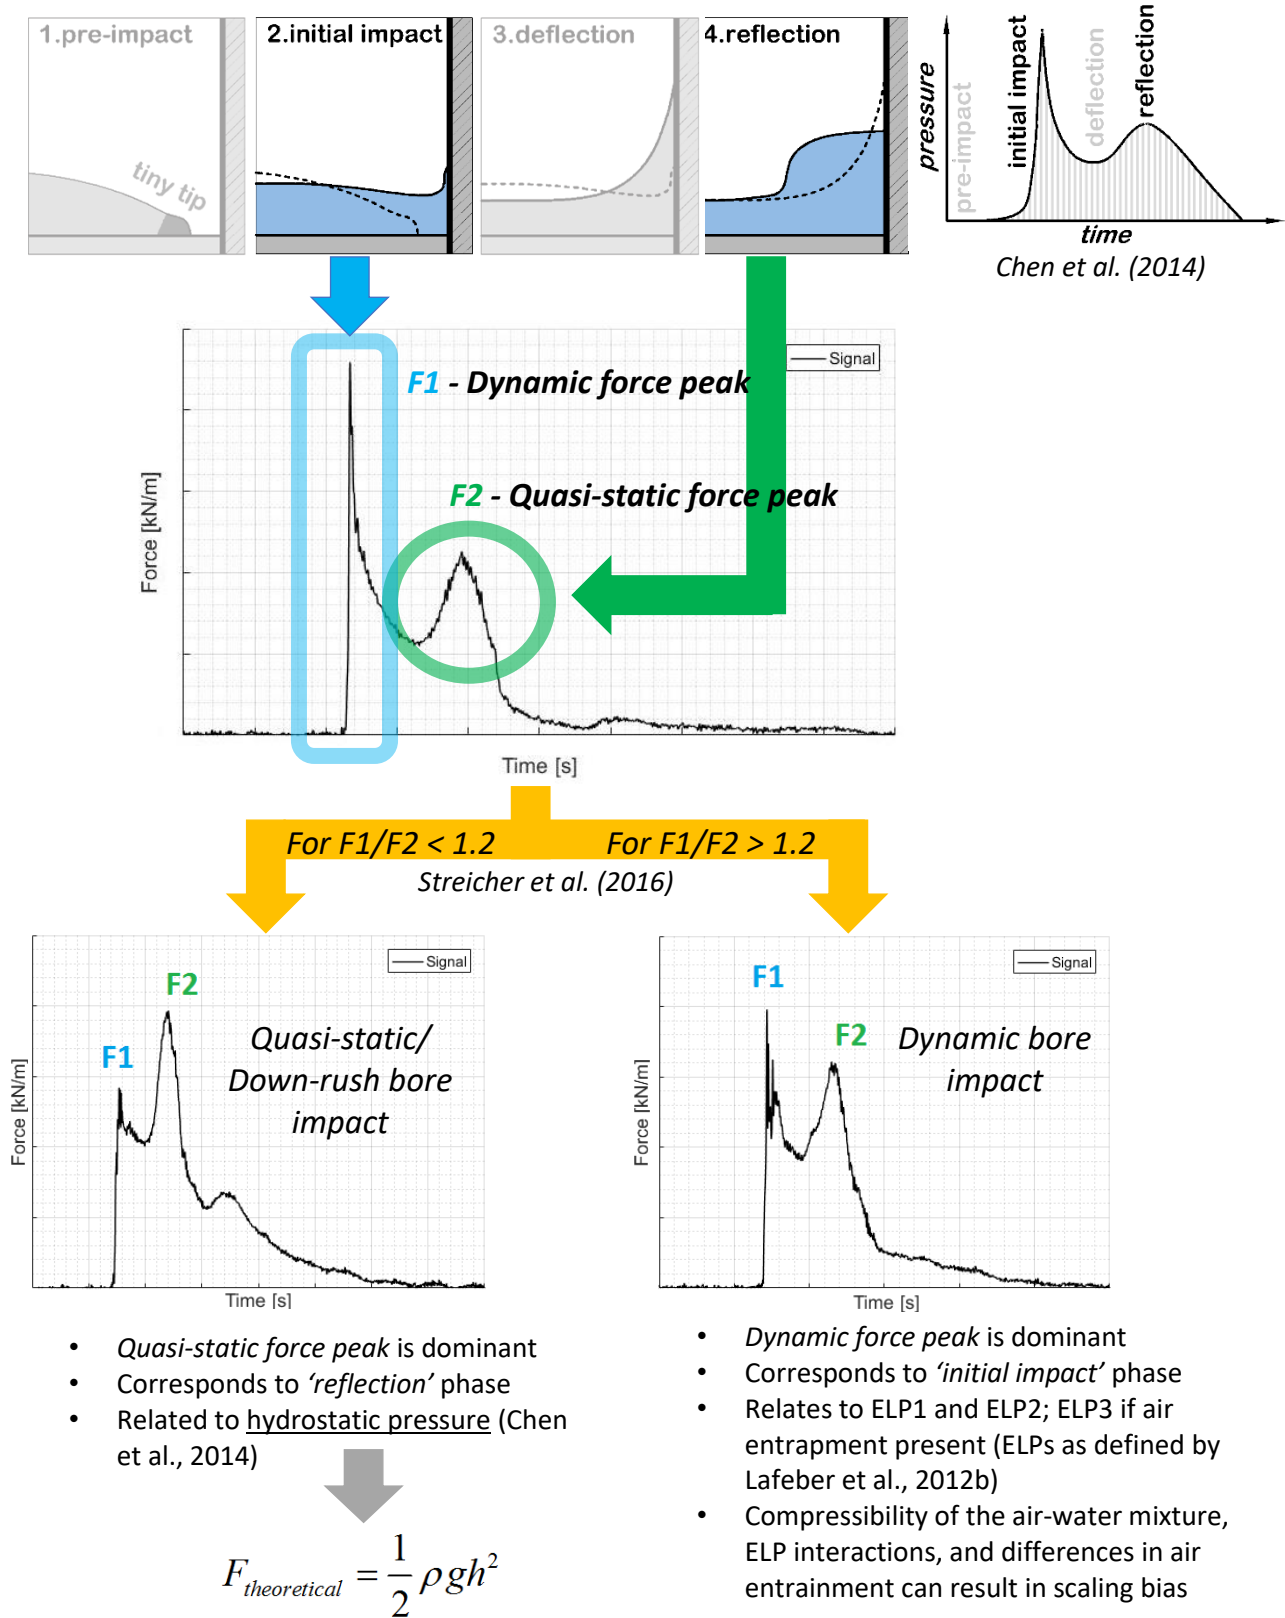 1.pre-impact
tiny tip
2.initial impact
3.deflection
4.reflection
pressure
pre-impact
initial impact
deflection
reflection
time
Chen et al. (2014)
Signal
F1 - Dynamic force peak
F2 - Quasi-static force peak
Force [kN/m]
Time [s]
For F1/F2 < 1.2
For F1/F2 > 1.2
Streicher et al. (2016)
Signal
F2
F1
Quasi-static/
Down-rush bore
impact
Force [kN/m]
Time [s]
Signal
F1
F2
Dynamic bore
impact
Force [kN/m]
Time [s]
• Quasi-static force peak is dominant
• Corresponds to ‘reflection’ phase
• Related to hydrostatic pressure (Chen
et al., 2014)
F_theoretical = 1/2 ρgh²
• Dynamic force peak is dominant
• Corresponds to ‘initial impact’ phase
• Relates to ELP1 and ELP2; ELP3 if air
entrapment present (ELPs as defined by
Lafeber et al., 2012b)
• Compressibility of the air-water mixture,
ELP interactions, and differences in air
entrainment can result in scaling bias